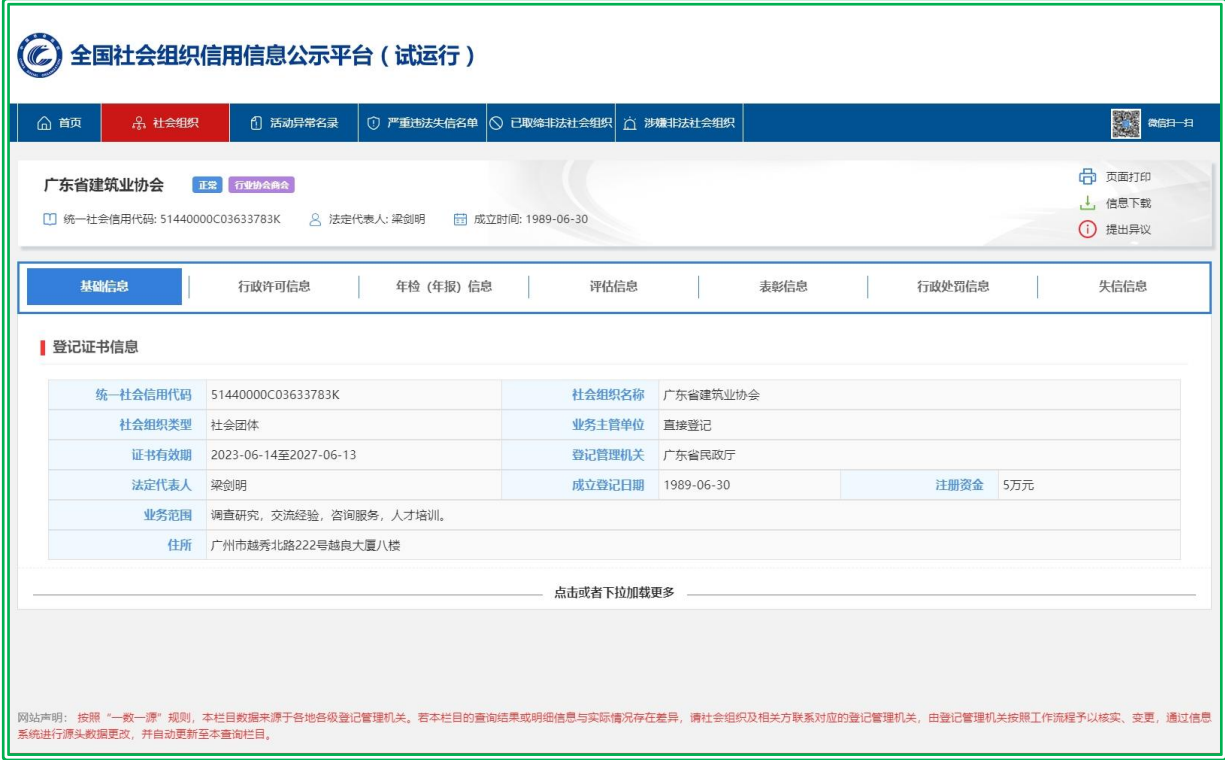 全国社会组织信用信息公示平台（试运行）
首页 社会组织 活动异常名录 严重违法失信名单 已取缔非法社会组织 涉嫌非法社会组织 微信扫一扫
广东省建筑业协会 正常 行业协会商会
页面打印
统一社会信用代码: 51440000C03633783K 法定代表人: 梁剑明 成立时间: 1989-06-30
信息下载
提出异议
基础信息 行政许可信息 年检（年报）信息 评估信息 表彰信息 行政处罚信息 失信信息
登记证书信息
统一社会信用代码 51440000C03633783K 社会组织名称 广东省建筑业协会
社会组织类型 社会团体 业务主管单位 直接登记
证书有效期 2023-06-14至2027-06-13 登记管理机关 广东省民政厅
法定代表人 梁剑明 成立登记日期 1989-06-30 注册资金 5万元
业务范围 调查研究，交流经验，咨询服务，人才培训。
住所 广州市越秀北路222号越良大厦八楼
点击或者下拉加载更多
网站声明： 按照“一数一源”规则，本栏目数据来源于各地各级登记管理机关。若本栏目的查询结果或明细信息与实际情况存在差异，请社会组织及相关方联系对应的登记管理机关，由登记管理机关按照工作流程予以核实、变更，通过信息
系统进行源头数据更改，并自动更新至本查询栏目。